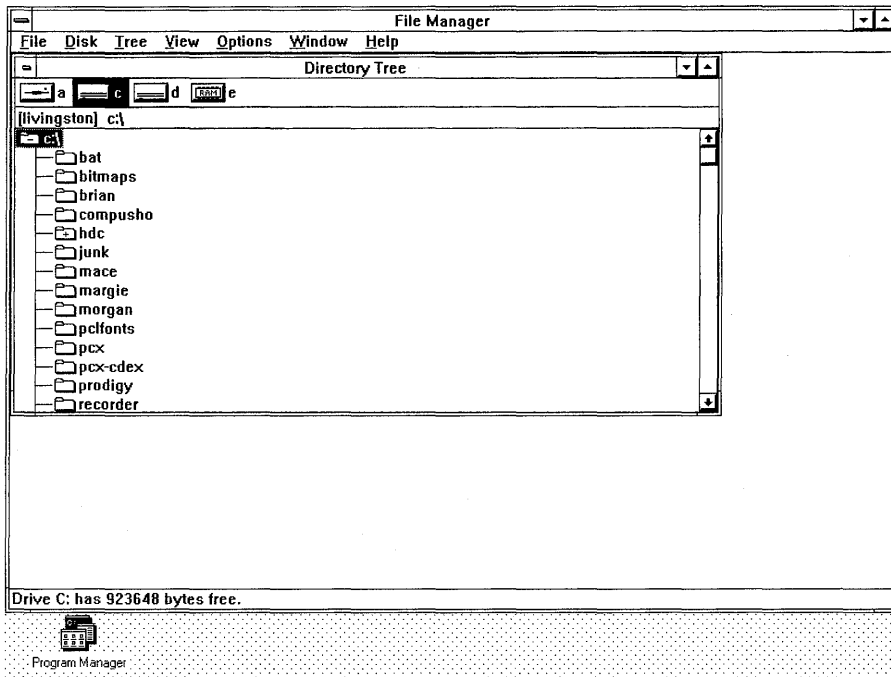 File Manager
File Disk Tree View Options Window Help
Directory Tree
a c d RAM e
[livingston] c:\
c:\
bat
bitmaps
brian
compusho
hdc
junk
mace
margie
morgan
pclfonts
pcx
pcx-cdex
prodigy
recorder
Drive C: has 923648 bytes free.
Program Manager